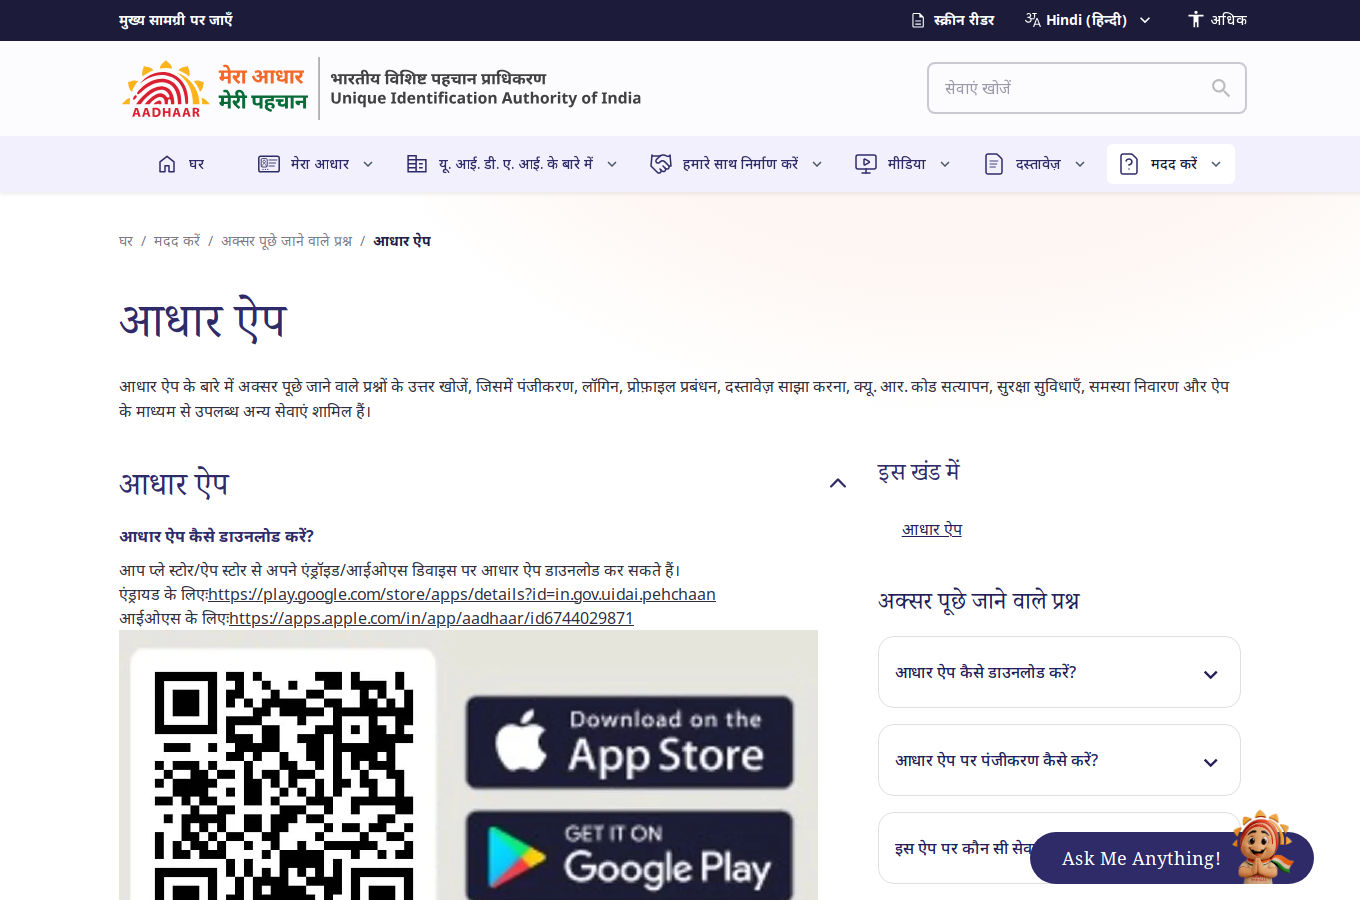 मुख्य सामग्री पर जाएँ
स्क्रीन रीडर
Hindi (हिन्दी)
अधिक
AADHAAR
मेरा आधार
मेरी पहचान
भारतीय विशिष्ट पहचान प्राधिकरण
Unique Identification Authority of India
सेवाएं खोजें
घर
मेरा आधार
यू. आई. डी. ए. आई. के बारे में
हमारे साथ निर्माण करें
मीडिया
दस्तावेज़
मदद करें
घर / मदद करें / अक्सर पूछे जाने वाले प्रश्न / आधार ऐप
आधार ऐप
आधार ऐप के बारे में अक्सर पूछे जाने वाले प्रश्नों के उत्तर खोजें, जिसमें पंजीकरण, लॉगिन, प्रोफ़ाइल प्रबंधन, दस्तावेज़ साझा करना, क्यू. आर. कोड सत्यापन, सुरक्षा सुविधाएँ, समस्या निवारण और ऐप
के माध्यम से उपलब्ध अन्य सेवाएं शामिल हैं।
आधार ऐप
आधार ऐप कैसे डाउनलोड करें?
आप प्ले स्टोर/ऐप स्टोर से अपने एंड्रॉइड/आईओएस डिवाइस पर आधार ऐप डाउनलोड कर सकते हैं।
एंड्रायड के लिएः https://play.google.com/store/apps/details?id=in.gov.uidai.pehchaan
आईओएस के लिएः https://apps.apple.com/in/app/aadhaar/id6744029871
Download on the
App Store
GET IT ON
Google Play
इस खंड में
आधार ऐप
अक्सर पूछे जाने वाले प्रश्न
आधार ऐप कैसे डाउनलोड करें?
आधार ऐप पर पंजीकरण कैसे करें?
इस ऐप पर कौन सी
Ask Me Anything!